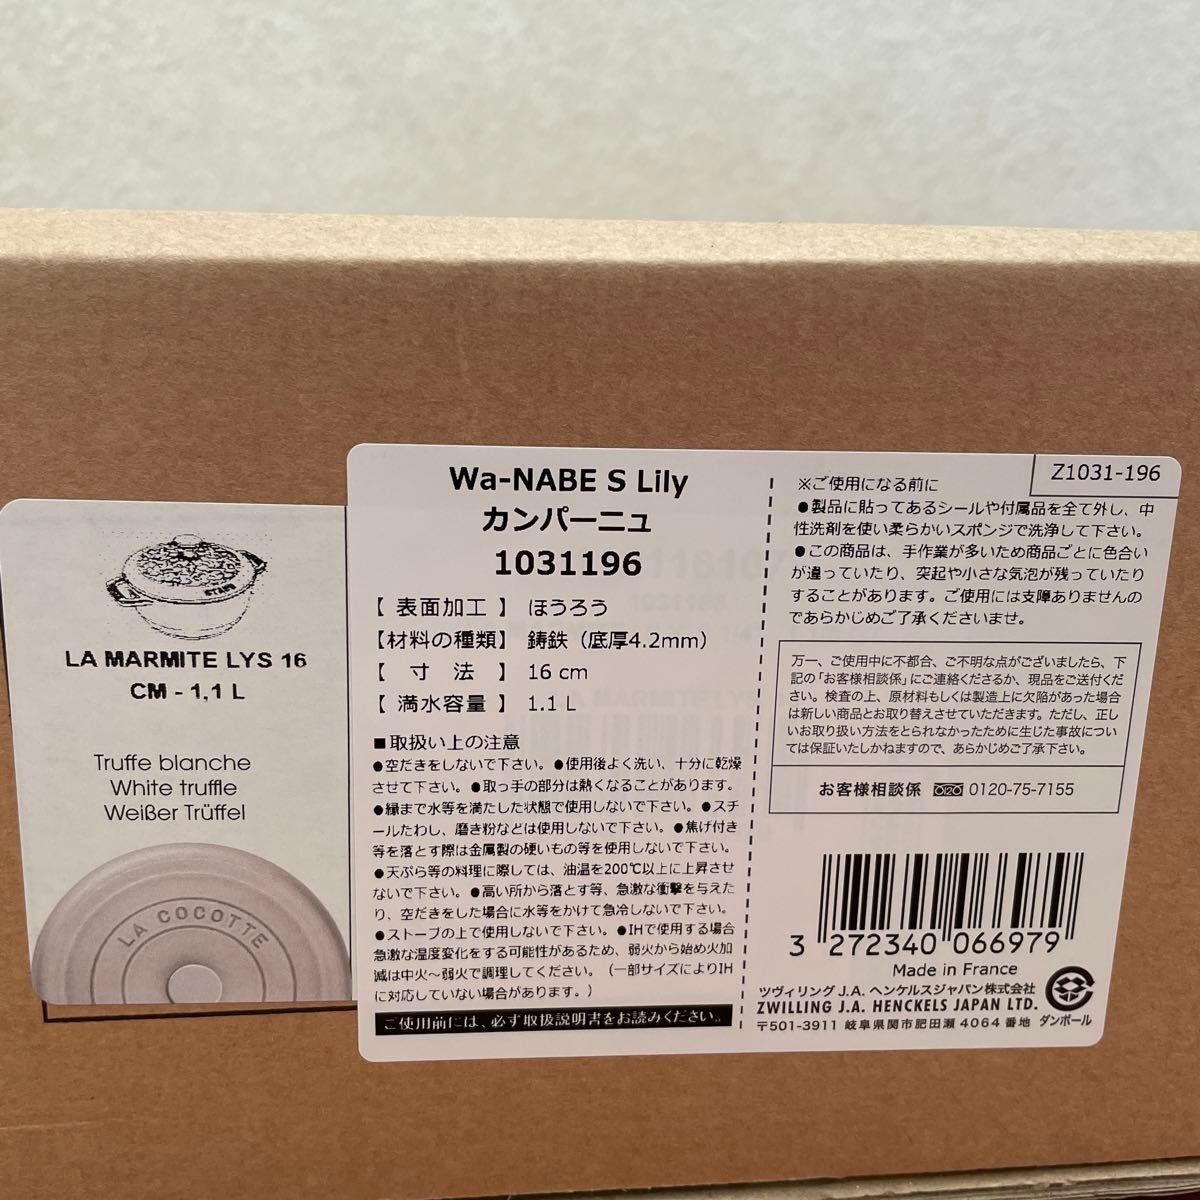 STAUB
LA MARMITE LYS 16
CM - 1,1 L
Truffe blanche
White truffle
Weißer Trüffel
LA COCOTTE
Wa-NABE S Lily
カンパーニュ
1031196
【 表面加工 】 ほうろう
【材料の種類】 鋳鉄（底厚4.2mm）
【 寸 法 】 16 cm
【 満水容量 】 1.1 L
■取扱い上の注意
●空だきをしないで下さい。●使用後よく洗い、十分に乾燥
させて下さい。●取っ手の部分は熱くなることがあります。
●縁まで水等を満たした状態で使用しないで下さい。●スチ
ールたわし、磨き粉などは使用しないで下さい。●焦げ付き
等を落とす際は金属製の硬いもの等を使用しないで下さい。
●天ぷら等の料理に際しては、油温を200℃以上に上昇させ
ないで下さい。●高い所から落とす等、急激な衝撃を与えた
り、空だきをした場合に水等をかけて急冷しないで下さい。
●ストーブの上で使用しないで下さい。●IHで使用する場合
急激な温度変化をする可能性があるため、弱火から始め火加
減は中火～弱火で調理してください。（一部サイズによりIH
に対応していない場合があります。）
ご使用前には、必ず取扱説明書をお読みください。
Z1031-196
※ご使用になる前に
●製品に貼ってあるシールや付属品を全て外し、中
性洗剤を使い柔らかいスポンジで洗浄して下さい。
●この商品は、手作業が多いため商品ごとに色合い
が違っていたり、突起や小さな気泡が残っていたり
することがあります。ご使用には支障ありませんの
であらかじめご了承くださいませ。
万一、ご使用中に不都合、ご不明な点がございましたら、下
記の「お客様相談係」にご連絡くださるか、現品をご送付くだ
さい。検査の上、原材料もしくは製造上に欠陥があった場合
は新しい商品とお取り替えさせていただきます。ただし、正し
いお取り扱い方法をとられなかったために生じた事故につい
ては保証いたしかねますので、あらかじめご了承下さい。
お客様相談係 0120-75-7155
3 272340 066979
Made in France
ツヴィリング J.A. ヘンケルスジャパン株式会社
ZWILLING J.A. HENCKELS JAPAN LTD.
〒501-3911 岐阜県関市肥田瀬 4064 番地 ダンボール